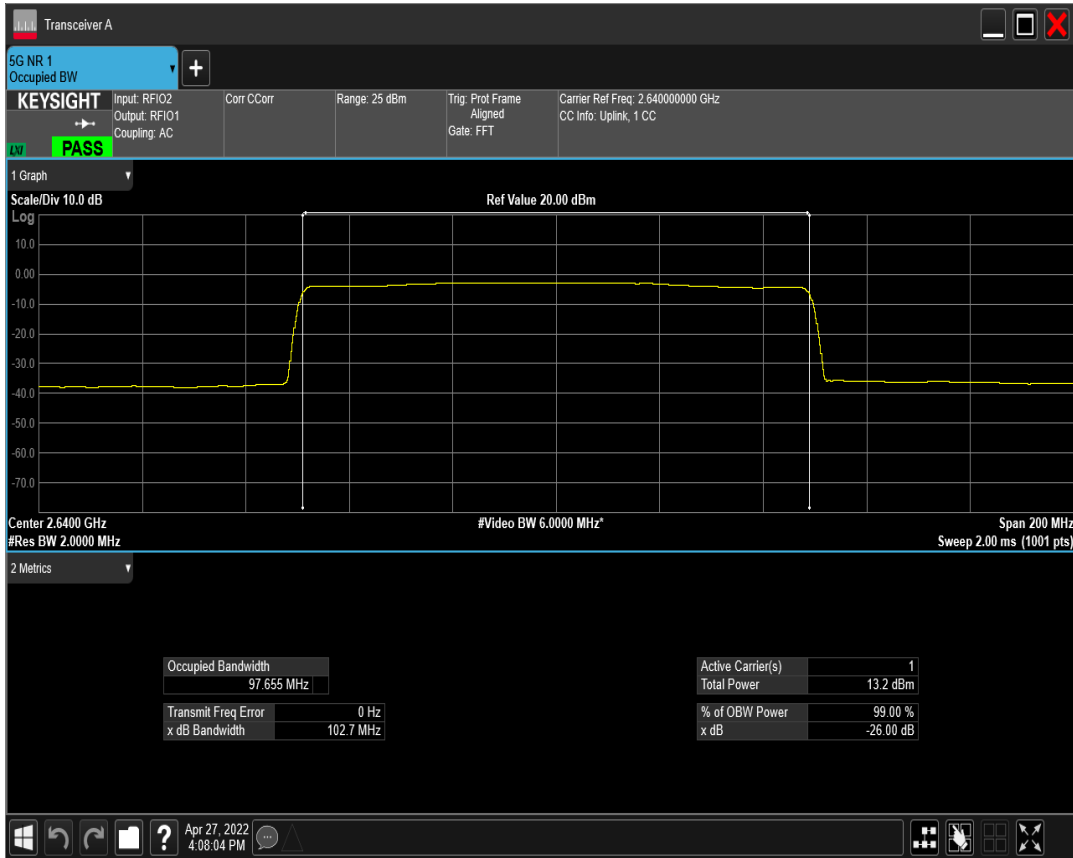 Transceiver A
5G NR 1
Occupied BW
KEYSIGHT
LXI
PASS
Input: RFIO2
Output: RFIO1
Coupling: AC
Corr CCorr
Range: 25 dBm
Trig: Prot Frame
Aligned
Gate: FFT
Carrier Ref Freq: 2.640000000 GHz
CC Info: Uplink, 1 CC
1 Graph
Scale/Div 10.0 dB
Ref Value 20.00 dBm
Log
10.0
0.00
-10.0
-20.0
-30.0
-40.0
-50.0
-60.0
-70.0
Center 2.6400 GHz
#Video BW 6.0000 MHz*
Span 200 MHz
#Res BW 2.0000 MHz
Sweep 2.00 ms (1001 pts)
2 Metrics
Occupied Bandwidth
97.655 MHz
Transmit Freq Error 0 Hz
x dB Bandwidth 102.7 MHz
Active Carrier(s) 1
Total Power 13.2 dBm
% of OBW Power 99.00 %
x dB -26.00 dB
?
Apr 27, 2022
4:08:04 PM